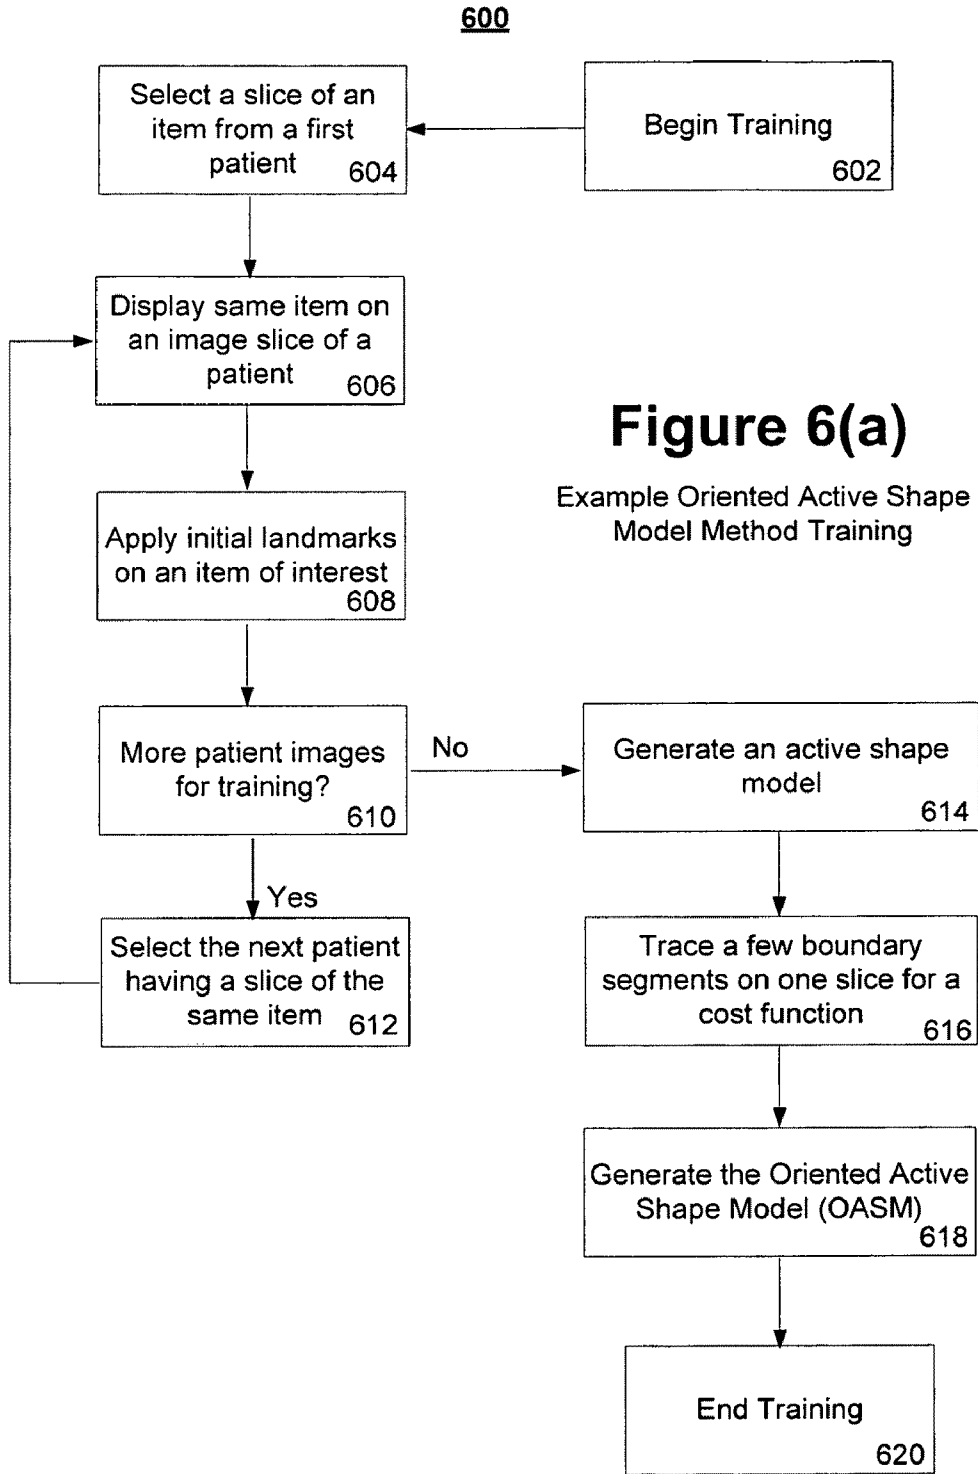 600
Select a slice of an
item from a first
patient
604
Begin Training
602
Display same item on
an image slice of a
patient
606
Figure 6(a)
Example Oriented Active Shape
Model Method Training
Apply initial landmarks
on an item of interest
608
More patient images
for training?
610
No
Generate an active shape
model
614
Yes
Select the next patient
having a slice of the
same item
612
Trace a few boundary
segments on one slice for a
cost function
616
Generate the Oriented Active
Shape Model (OASM)
618
End Training
620